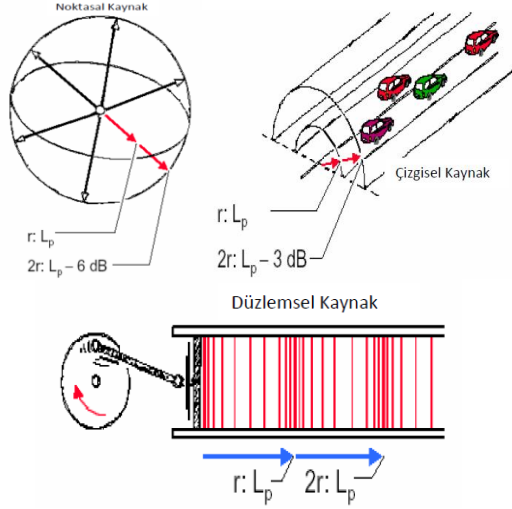 Noktasal Kaynak
r: Lp
2r: Lp – 6 dB
Çizgisel Kaynak
r: Lp
2r: Lp – 3 dB
Düzlemsel Kaynak
r: Lp 2r: Lp